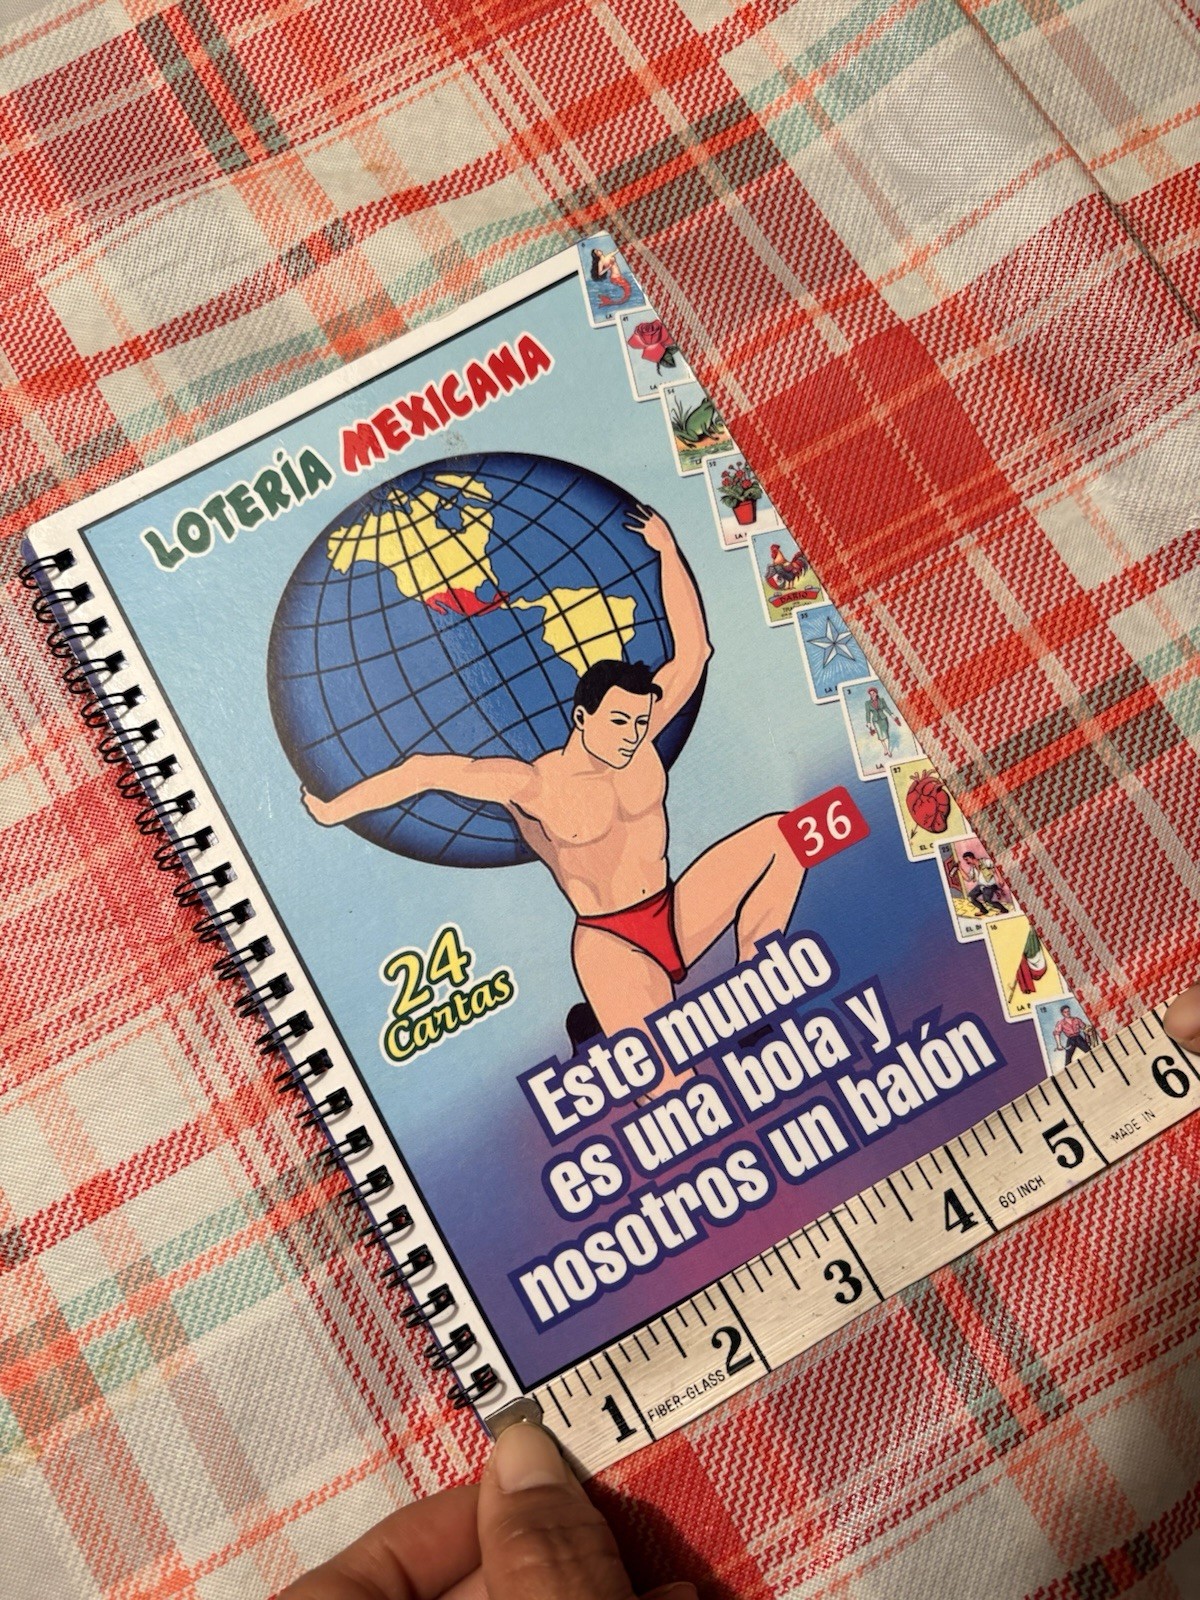 LOTERÍA MEXICANA
36
24
Cartas
Este mundo
es una bola y
nosotros un balón
DARIO
1 2 3 4 5 6
FIBER-GLASS
60 INCH
MADE IN